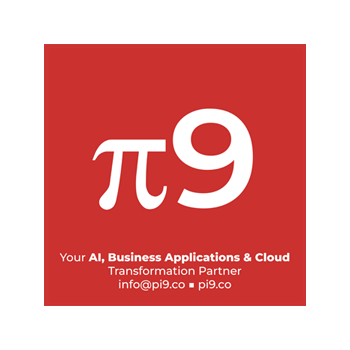 π9
Your AI, Business Applications & Cloud
Transformation Partner
info@pi9.co ▪ pi9.co